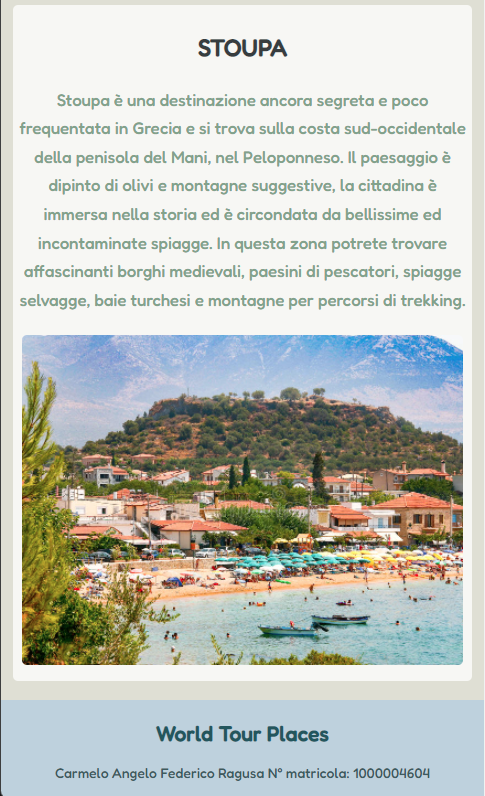 STOUPA
Stoupa è una destinazione ancora segreta e poco
frequentata in Grecia e si trova sulla costa sud-occidentale
della penisola del Mani, nel Peloponneso. Il paesaggio è
dipinto di olivi e montagne suggestive, la cittadina è
immersa nella storia ed è circondata da bellissime ed
incontaminate spiagge. In questa zona potrete trovare
affascinanti borghi medievali, paesini di pescatori, spiagge
selvagge, baie turchesi e montagne per percorsi di trekking.
World Tour Places
Carmelo Angelo Federico Ragusa N° matricola: 1000004604